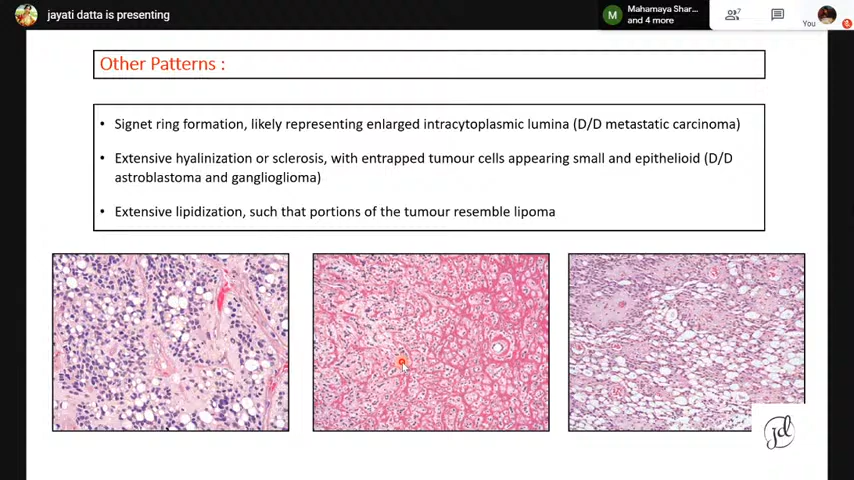 jayati datta is presenting
M
Mahamaya Shar...
and 4 more
7
You
Other Patterns :
• Signet ring formation, likely representing enlarged intracytoplasmic lumina (D/D metastatic carcinoma)
• Extensive hyalinization or sclerosis, with entrapped tumour cells appearing small and epithelioid (D/D
astroblastoma and ganglioglioma)
• Extensive lipidization, such that portions of the tumour resemble lipoma
jd